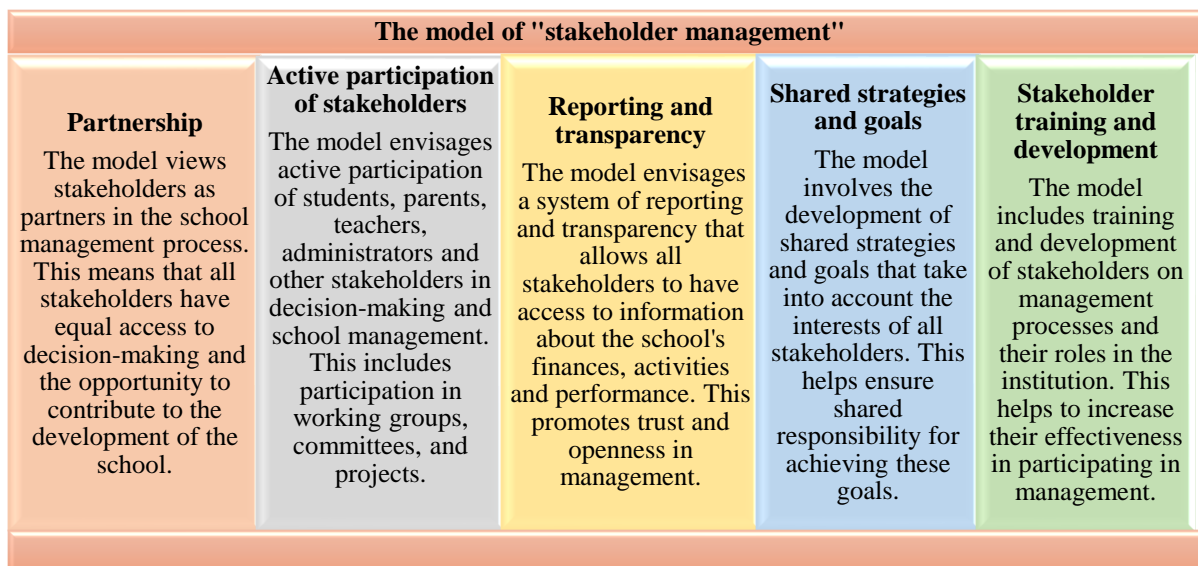 The model of "stakeholder management"
Partnership
The model views
stakeholders as
partners in the school
management process.
This means that all
stakeholders have
equal access to
decision-making and
the opportunity to
contribute to the
development of the
school.
Active participation
of stakeholders
The model envisages
active participation
of students, parents,
teachers,
administrators and
other stakeholders in
decision-making and
school management.
This includes
participation in
working groups,
committees, and
projects.
Reporting and
transparency
The model envisages
a system of reporting
and transparency that
allows all
stakeholders to have
access to information
about the school's
finances, activities
and performance. This
promotes trust and
openness in
management.
Shared strategies
and goals
The model
involves the
development of
shared strategies
and goals that take
into account the
interests of all
stakeholders. This
helps ensure
shared
responsibility for
achieving these
goals.
Stakeholder
training and
development
The model
includes training
and development
of stakeholders on
management
processes and
their roles in the
institution. This
helps to increase
their effectiveness
in participating in
management.